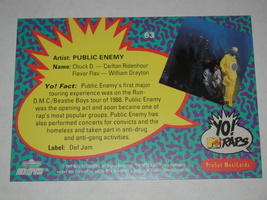 63
Artist: PUBLIC ENEMY
Name: Chuck D. — Carlton Ridenhour
Flavor Flav — William Drayton
Yo! Fact: Public Enemy's first major
touring experience was on the Run-
D.M.C/Beastie Boys tour of 1988. Public Enemy
was the opening act and soon became one of
rap's most popular groups. Public Enemy has
also performed concerts for convicts and the
homeless and taken part in anti-drug
and anti-gang activities.
Label: Def Jam
YO!
MTV RAPS
ProSet MusiCards